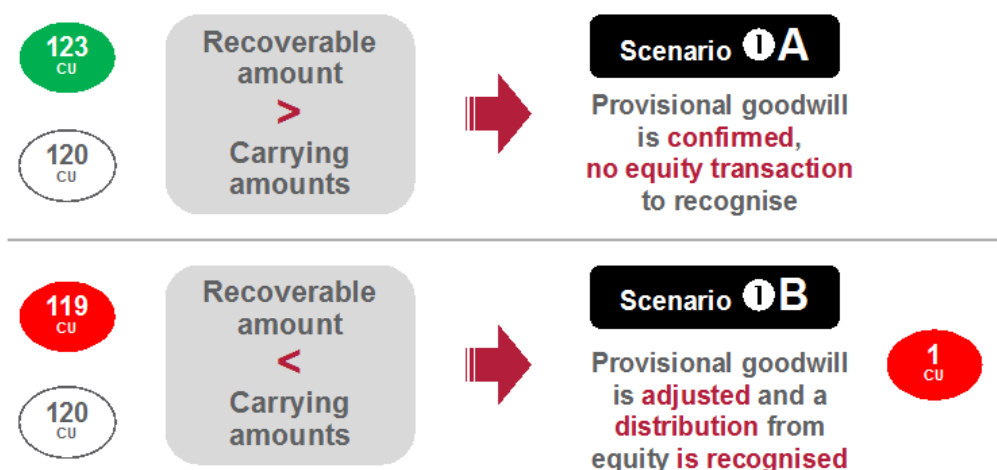 123
CU
120
CU
Recoverable
amount
>
Carrying
amounts
Scenario ❶A
Provisional goodwill
is confirmed,
no equity transaction
to recognise
119
CU
120
CU
Recoverable
amount
<
Carrying
amounts
Scenario ❶B
Provisional goodwill
is adjusted and a
distribution from
equity is recognised
1
CU